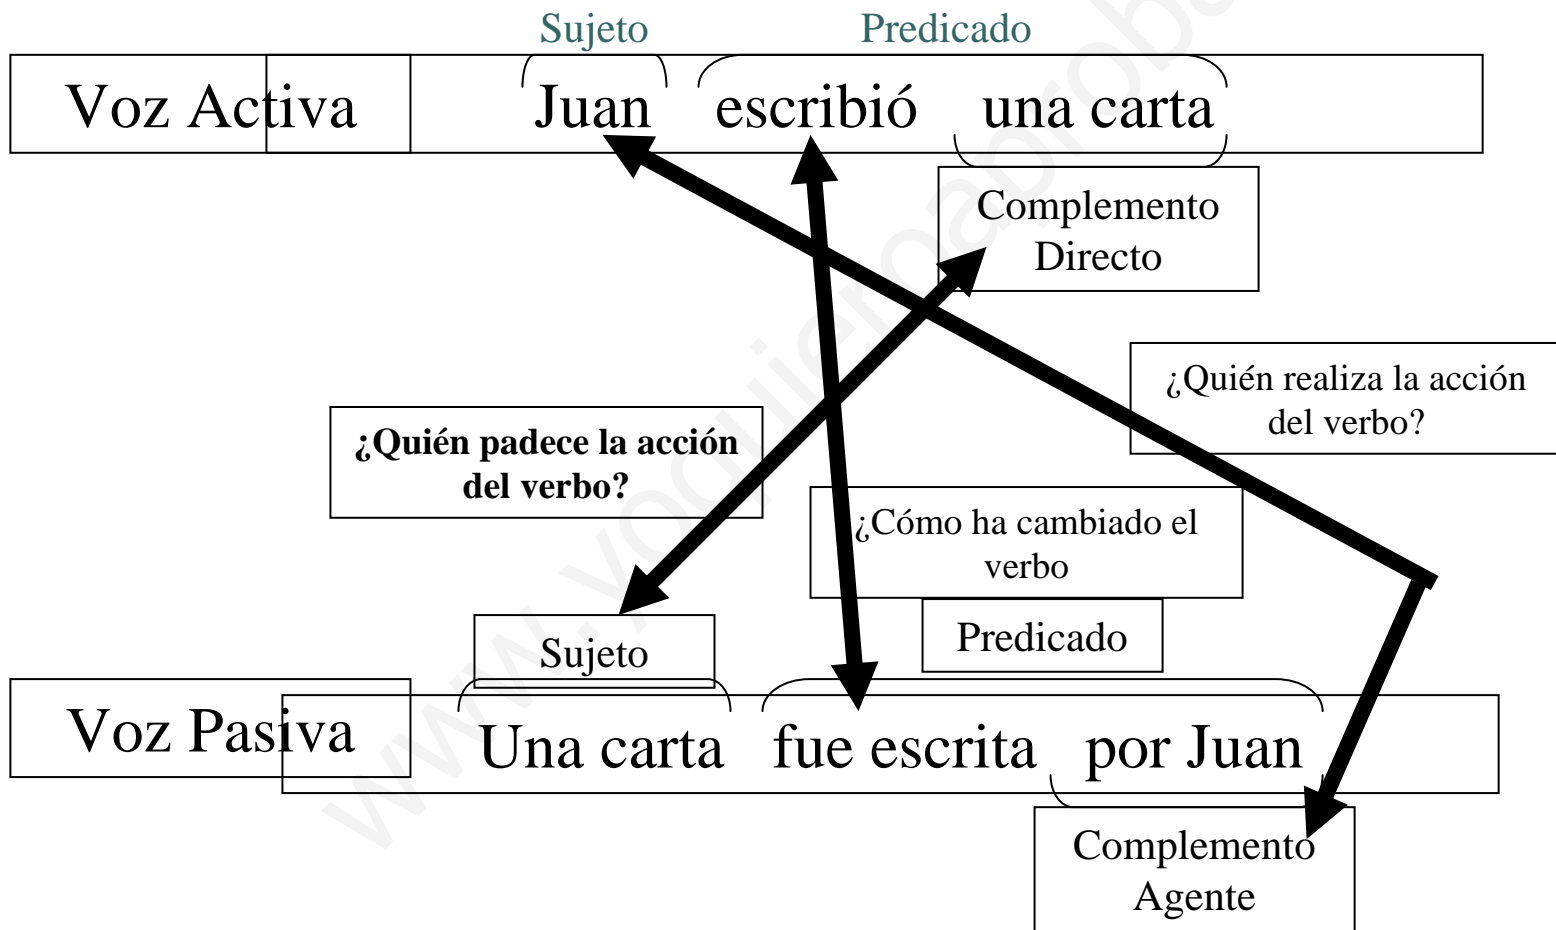 Sujeto Predicado
Voz Activa Juan escribió una carta
Complemento
Directo
¿Quién realiza la acción
del verbo?
¿Quién padece la acción
del verbo?
¿Cómo ha cambiado el
verbo
Sujeto
Predicado
Voz Pasiva Una carta fue escrita por Juan
Complemento
Agente